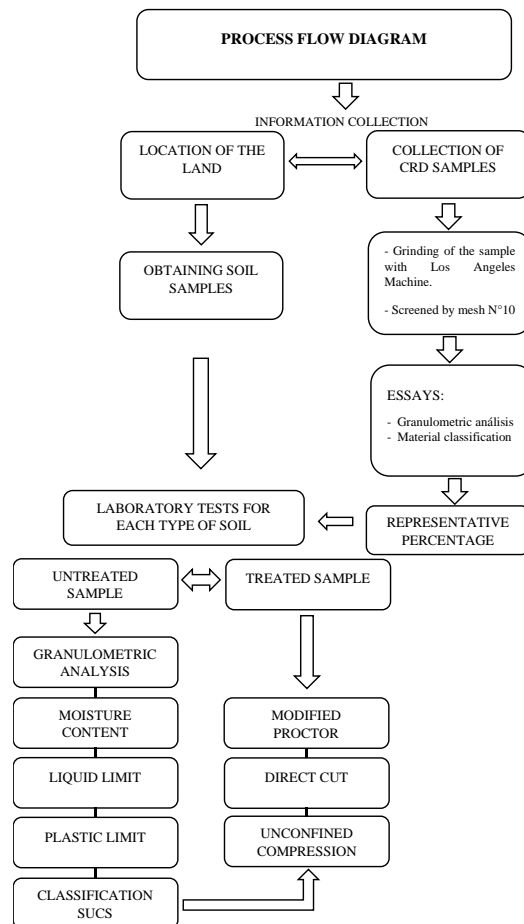 PROCESS FLOW DIAGRAM
INFORMATION COLLECTION
LOCATION OF THE
LAND
COLLECTION OF
CRD SAMPLES
OBTAINING SOIL
SAMPLES
- Grinding of the sample
with Los Angeles
Machine.
- Screened by mesh N°10
ESSAYS:
- Granulometric análisis
- Material classification
LABORATORY TESTS FOR
EACH TYPE OF SOIL
REPRESENTATIVE
PERCENTAGE
UNTREATED
SAMPLE
TREATED SAMPLE
GRANULOMETRIC
ANALYSIS
MOISTURE
CONTENT
LIQUID LIMIT
PLASTIC LIMIT
CLASSIFICATION
SUCS
MODIFIED
PROCTOR
DIRECT CUT
UNCONFINED
COMPRESSION